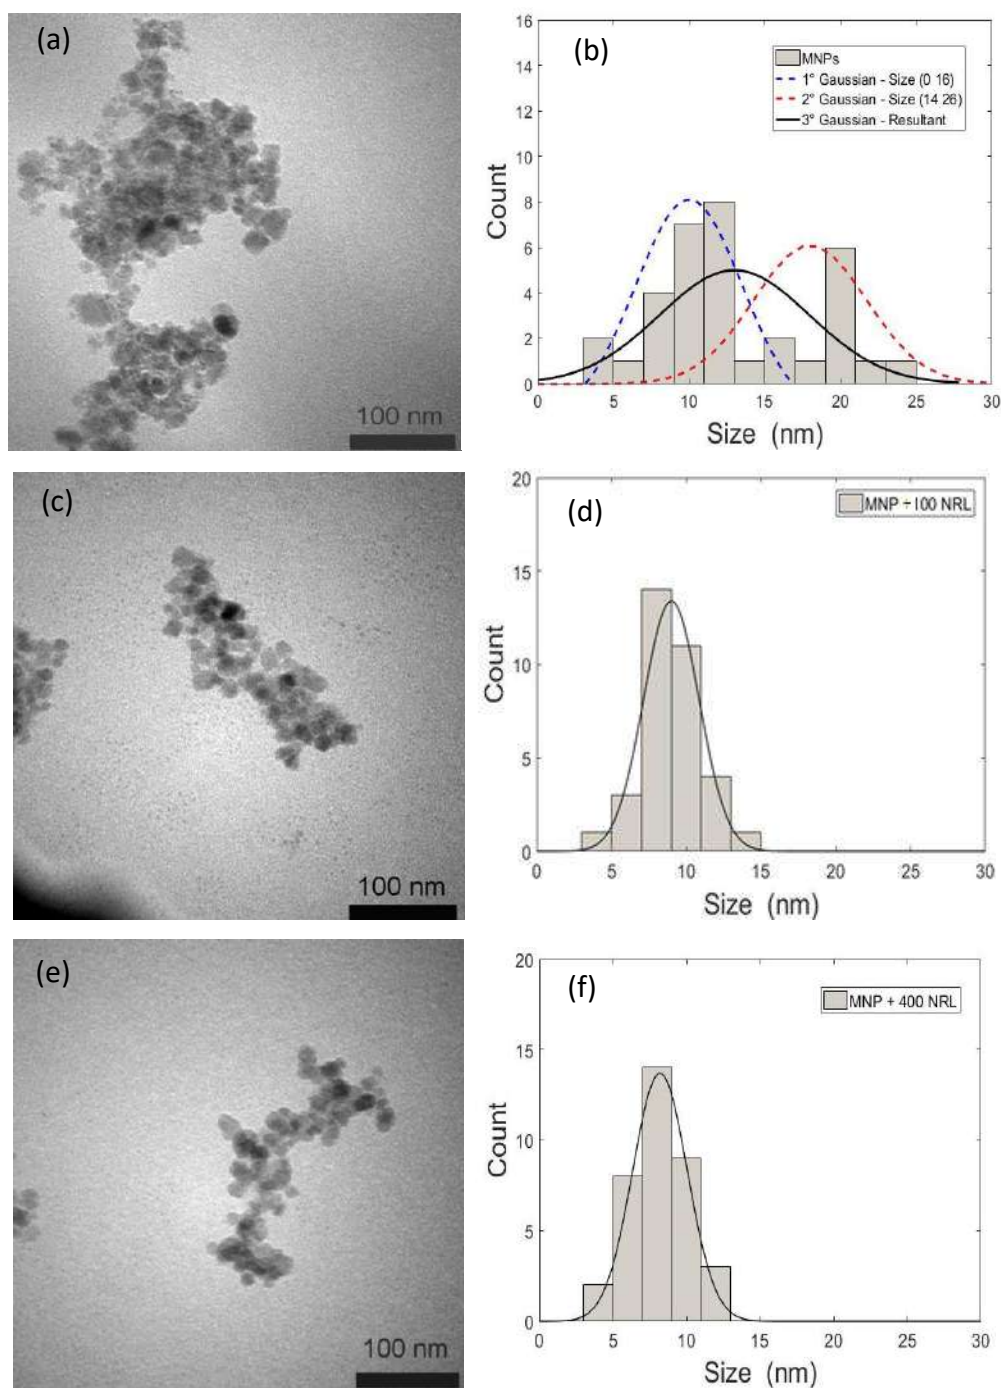 (a)
100 nm
(b)
16
14
12
10
8
6
4
2
0
Count
MNPs
1° Gaussian - Size (0 16)
2° Gaussian - Size (14 26)
3° Gaussian - Resultant
0 5 10 15 20 25 30
Size (nm)
(c)
100 nm
(d)
20
15
10
5
0
Count
MNP +100 NRL
0 5 10 15 20 25 30
Size (nm)
(e)
100 nm
(f)
20
15
10
5
0
Count
MNP + 400 NRL
0 5 10 15 20 25 30
Size (nm)